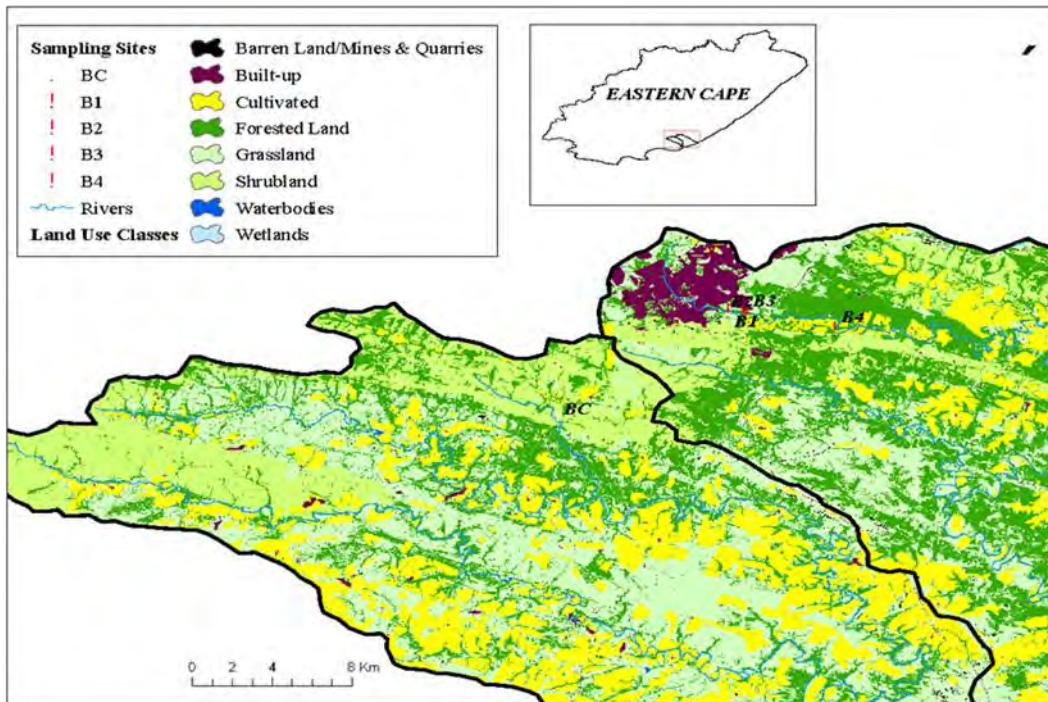 Sampling Sites
BC
B1
B2
B3
B4
Rivers
Land Use Classes
Barren Land/Mines & Quarries
Built-up
Cultivated
Forested Land
Grassland
Shrubland
Waterbodies
Wetlands
EASTERN CAPE
B3
B1
B4
BC
0 2 4 8 Km